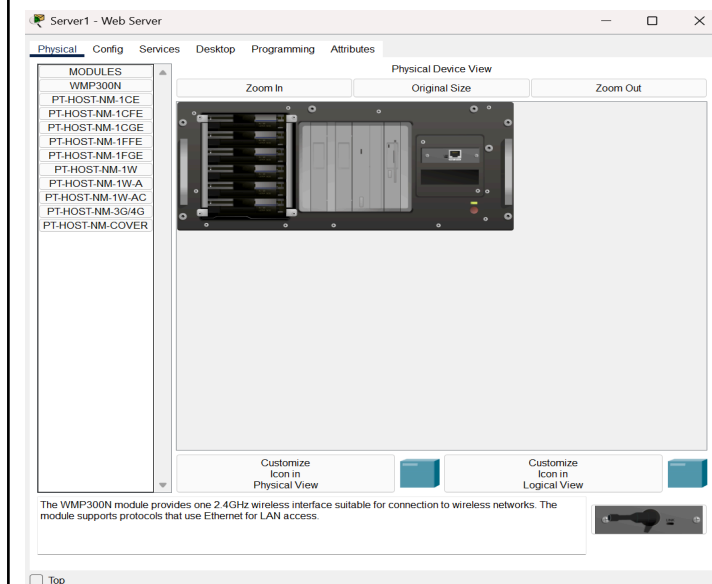 Server1 - Web Server
Physical Config Services Desktop Programming Attributes
MODULES
WMP300N
PT-HOST-NM-1CE
PT-HOST-NM-1CFE
PT-HOST-NM-1CGE
PT-HOST-NM-1FFE
PT-HOST-NM-1FGE
PT-HOST-NM-1W
PT-HOST-NM-1W-A
PT-HOST-NM-1W-AC
PT-HOST-NM-3G/4G
PT-HOST-NM-COVER
Physical Device View
Zoom In Original Size Zoom Out
Customize
Icon in
Physical View
Customize
Icon in
Logical View
The WMP300N module provides one 2.4GHz wireless interface suitable for connection to wireless networks. The
module supports protocols that use Ethernet for LAN access.
Top